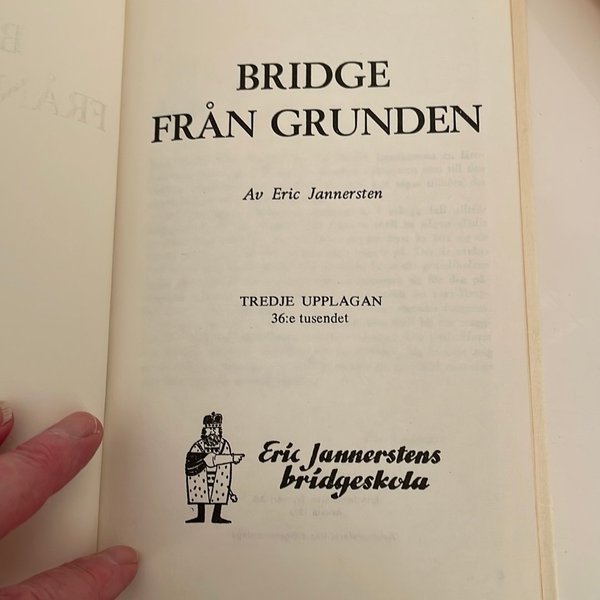 BRIDGE
FRÅN GRUNDEN
Av Eric Jannersten
TREDJE UPPLAGAN
36:e tusendet
Eric Jannerstens
bridgeskola